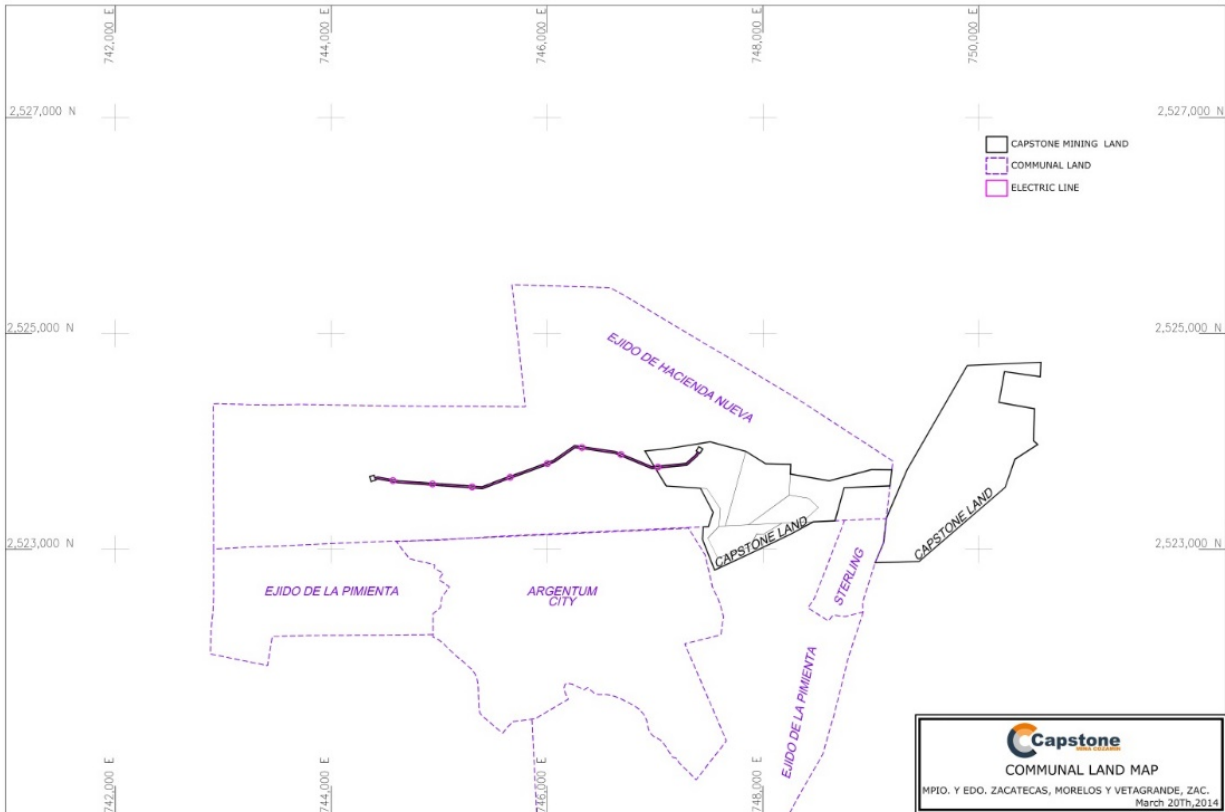 742,000 E
744,000 E
746,000 E
748,000 E
750,000 E
2,527,000 N
2,527,000 N
CAPSTONE MINING LAND
COMMUNAL LAND
ELECTRIC LINE
2,525,000 N
2,525,000 N
EJIDO DE HACIENDA NUEVA
CAPSTONE LAND
CAPSTONE LAND
2,523,000 N
2,523,000 N
EJIDO DE LA PIMIENTA
ARGENTUM
CITY
STERLING
EJIDO DE LA PIMIENTA
Capstone
COMMUNAL LAND MAP
MPIO. Y EDO. ZACATECAS, MORELOS Y VETAGRANDE, ZAC.
March 20Th,2014
742,000 E
744,000 E
746,000 E
748,000 E